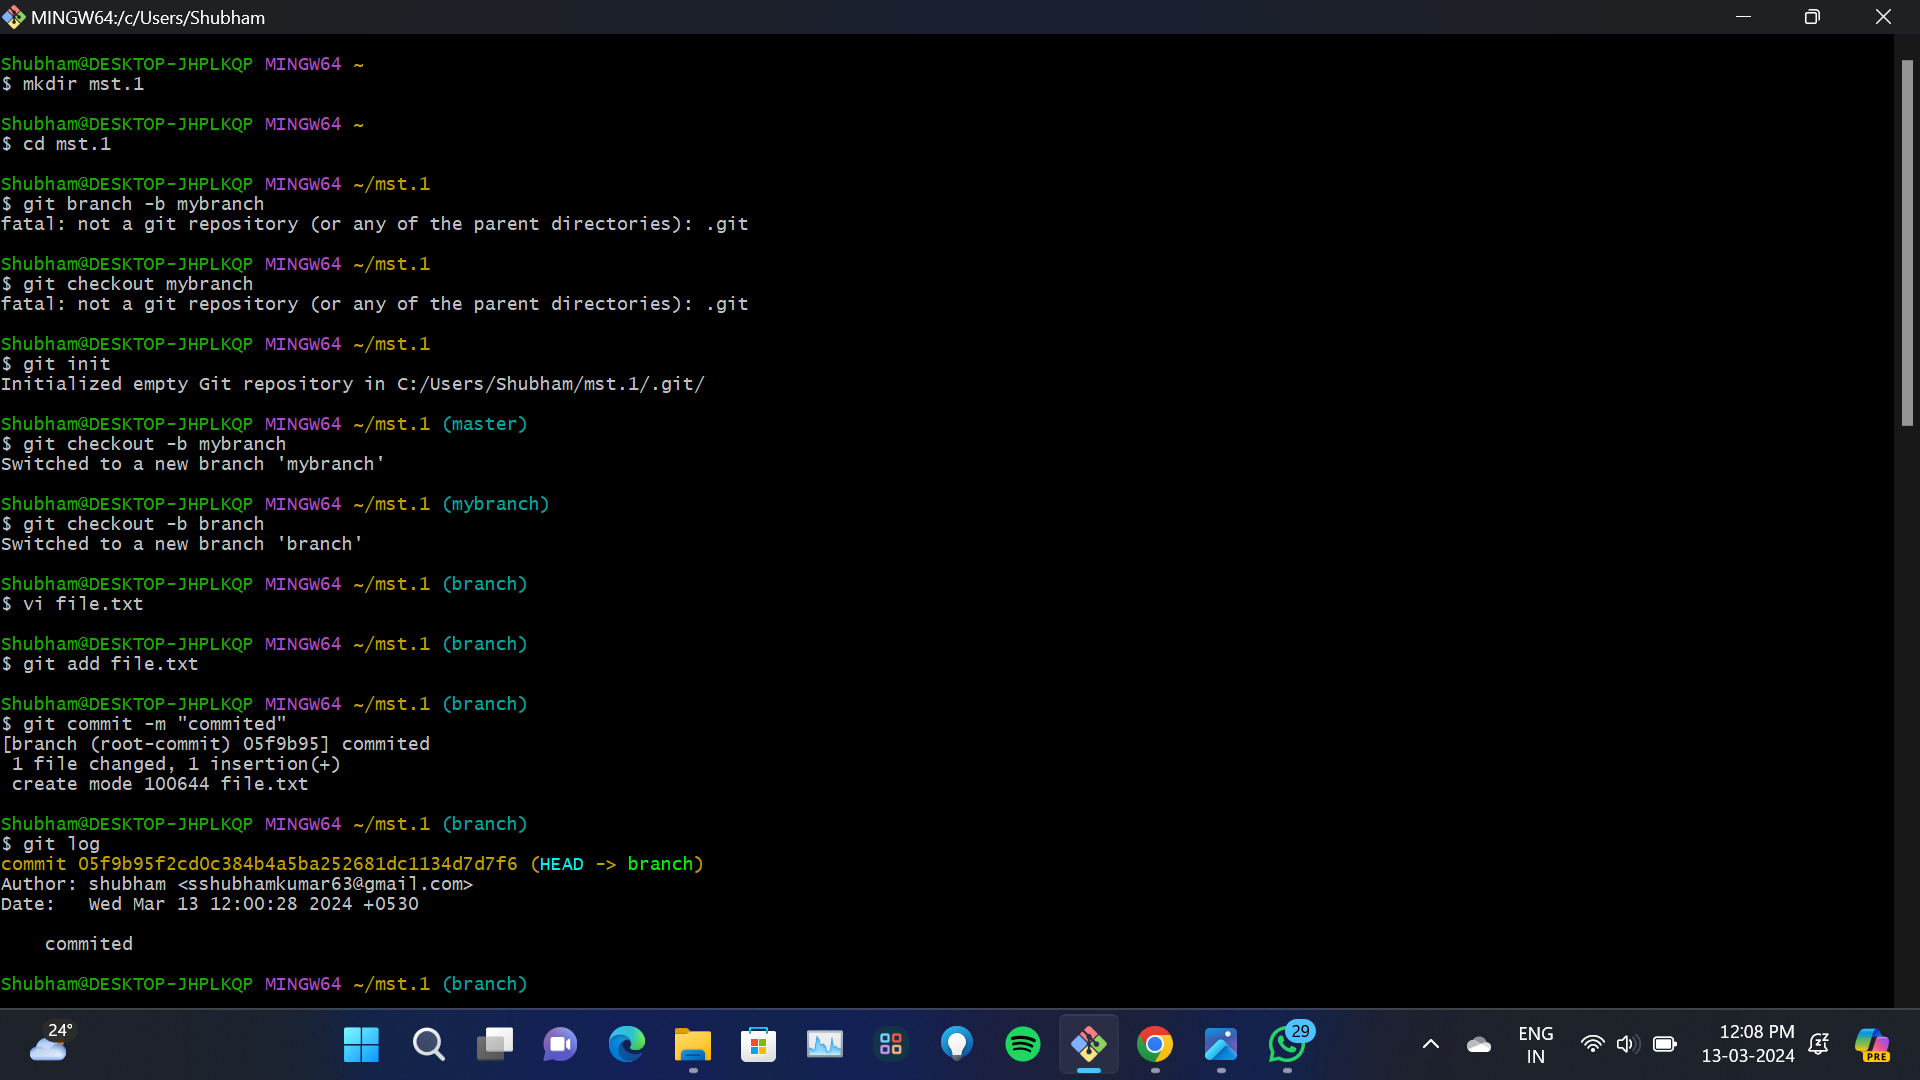 MINGW64:/c/Users/Shubham
Shubham@DESKTOP-JHPLKQP MINGW64 ~
$ mkdir mst.1
Shubham@DESKTOP-JHPLKQP MINGW64 ~
$ cd mst.1
Shubham@DESKTOP-JHPLKQP MINGW64 ~/mst.1
$ git branch -b mybranch
fatal: not a git repository (or any of the parent directories): .git
Shubham@DESKTOP-JHPLKQP MINGW64 ~/mst.1
$ git checkout mybranch
fatal: not a git repository (or any of the parent directories): .git
Shubham@DESKTOP-JHPLKQP MINGW64 ~/mst.1
$ git init
Initialized empty Git repository in C:/Users/Shubham/mst.1/.git/
Shubham@DESKTOP-JHPLKQP MINGW64 ~/mst.1 (master)
$ git checkout -b mybranch
Switched to a new branch 'mybranch'
Shubham@DESKTOP-JHPLKQP MINGW64 ~/mst.1 (mybranch)
$ git checkout -b branch
Switched to a new branch 'branch'
Shubham@DESKTOP-JHPLKQP MINGW64 ~/mst.1 (branch)
$ vi file.txt
Shubham@DESKTOP-JHPLKQP MINGW64 ~/mst.1 (branch)
$ git add file.txt
Shubham@DESKTOP-JHPLKQP MINGW64 ~/mst.1 (branch)
$ git commit -m "commited"
[branch (root-commit) 05f9b95] commited
1 file changed, 1 insertion(+)
create mode 100644 file.txt
Shubham@DESKTOP-JHPLKQP MINGW64 ~/mst.1 (branch)
$ git log
commit 05f9b95f2cd0c384b4a5ba252681dc1134d7d7f6 (HEAD -> branch)
Author: shubham <sshubhamkumar63@gmail.com>
Date:   Wed Mar 13 12:00:28 2024 +0530
commited
Shubham@DESKTOP-JHPLKQP MINGW64 ~/mst.1 (branch)
24°
29
ENG
IN
12:08 PM
13-03-2024
PRE